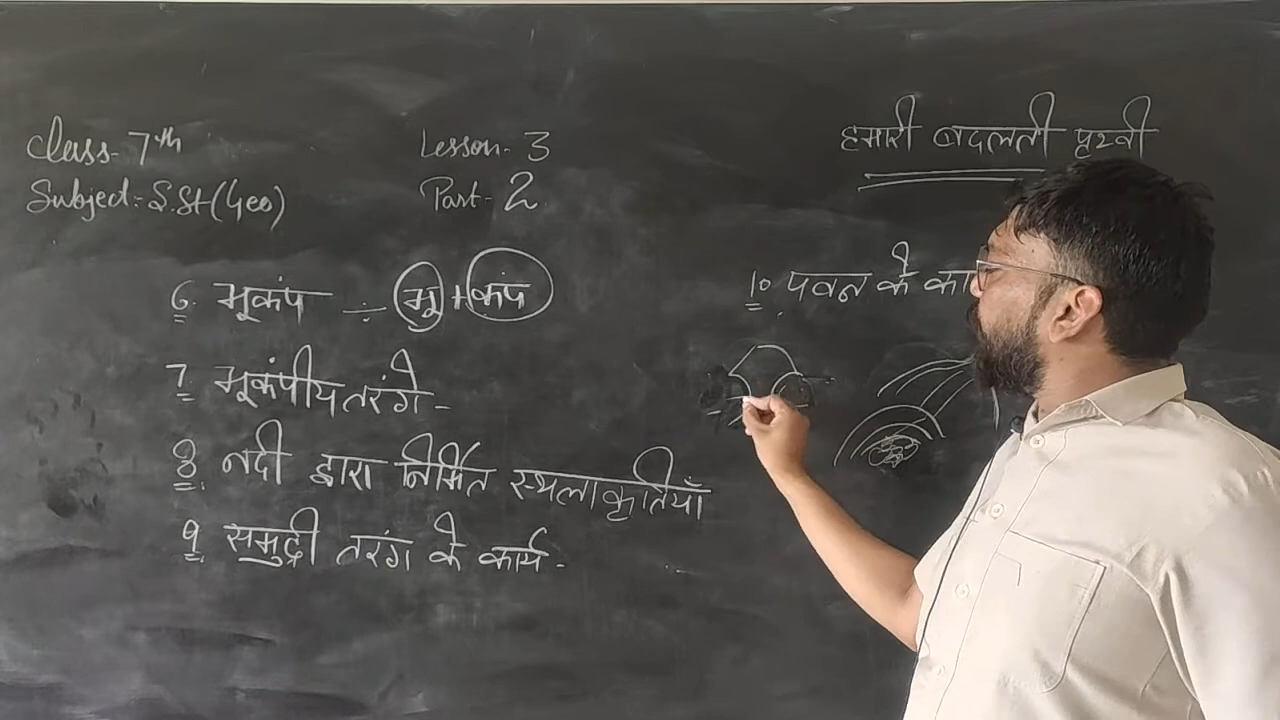 Class- 7th
Subject:- S.St (Geo)
Lesson- 3
Part- 2
हमारी बदलती पृथ्वी
6. भूकंप ÷ भू + कंप
7. भूकंपीय तरंगे -
8. नदी द्वारा निर्मित स्थलाकृतियाँ
9. समुद्री तरंग के कार्य -
10. पवन के